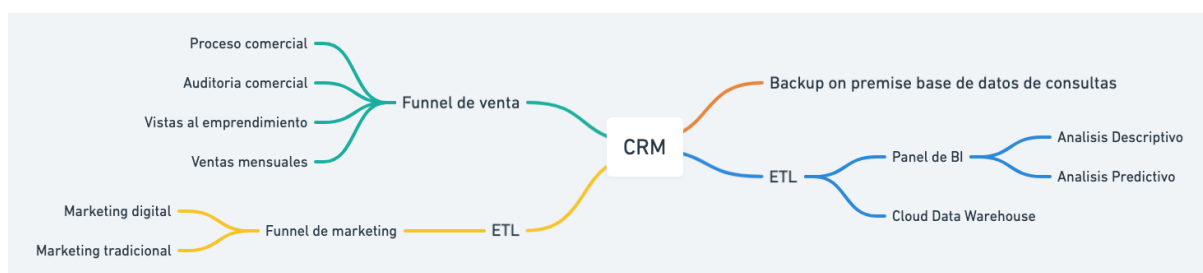 Proceso comercial
Auditoria comercial
Vistas al emprendimiento
Ventas mensuales
Funnel de venta
Marketing digital
Marketing tradicional
Funnel de marketing
ETL
CRM
Backup on premise base de datos de consultas
ETL
Panel de BI
Analisis Descriptivo
Analisis Predictivo
Cloud Data Warehouse